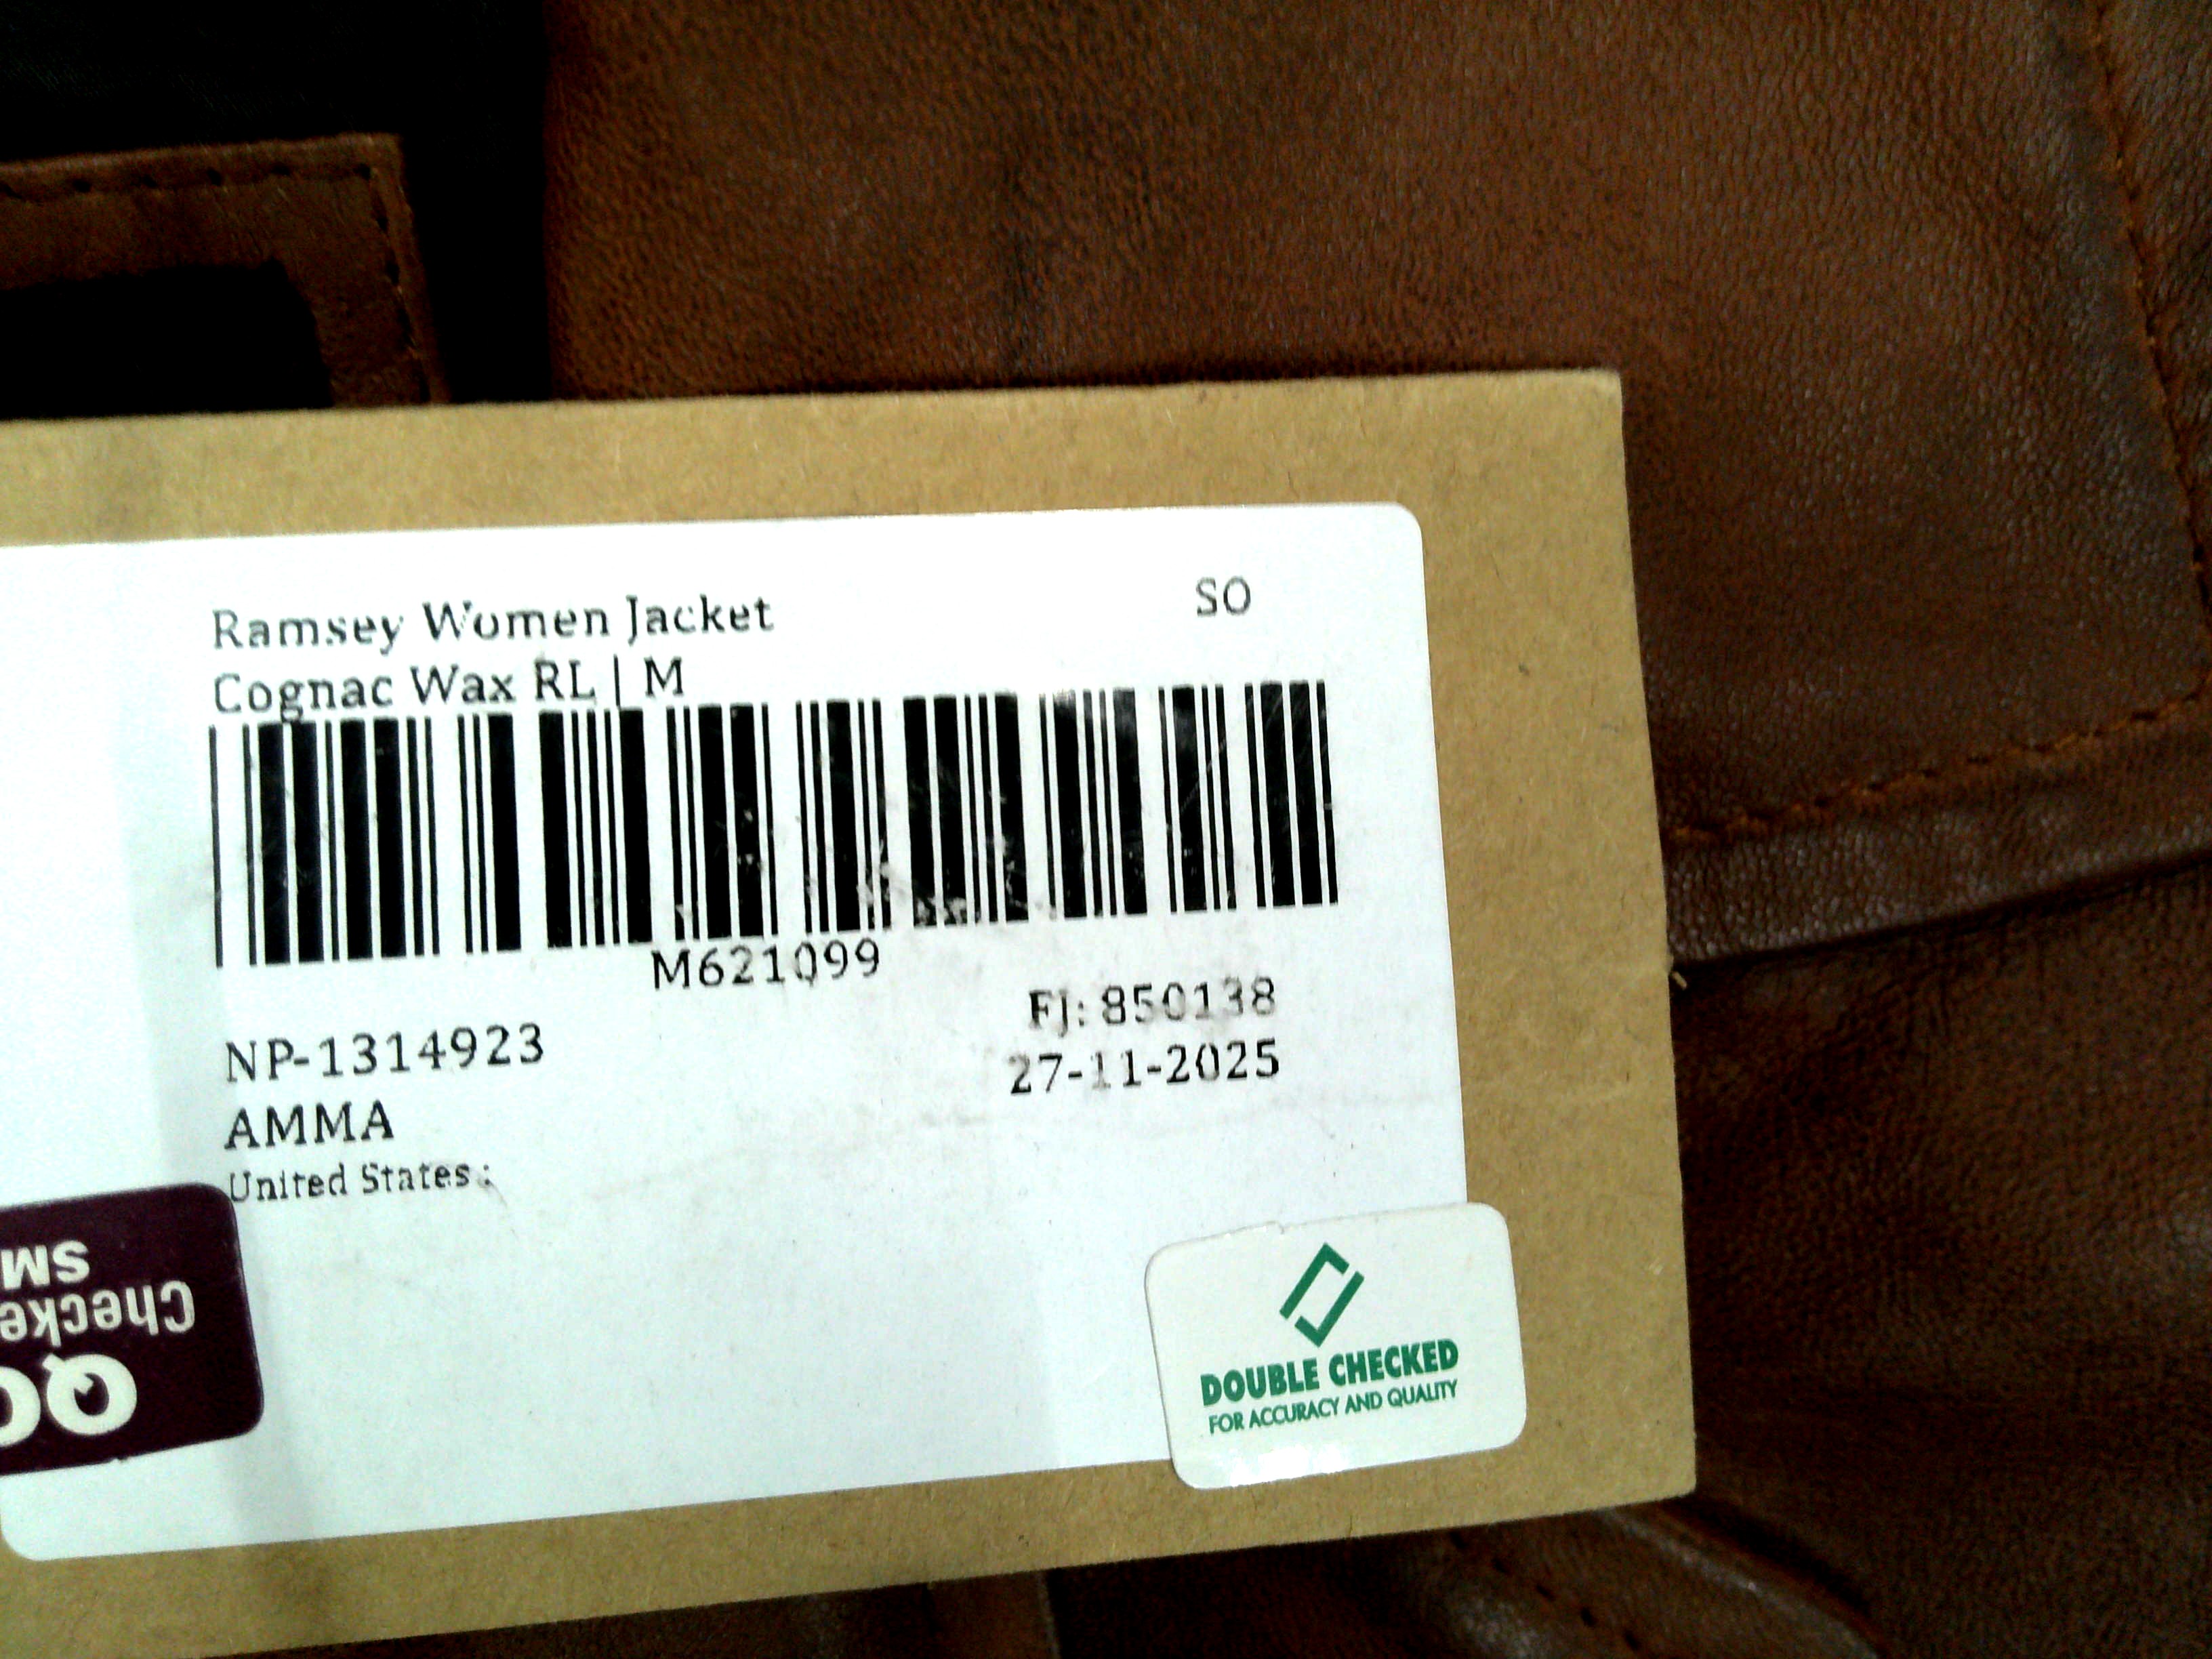 Ramsey Women Jacket
SO
Cognac Wax RL | M
M621099
FJ: 850138
NP-1314923
27-11-2025
AMMA
United States :
DOUBLE CHECKED
FOR ACCURACY AND QUALITY
SM